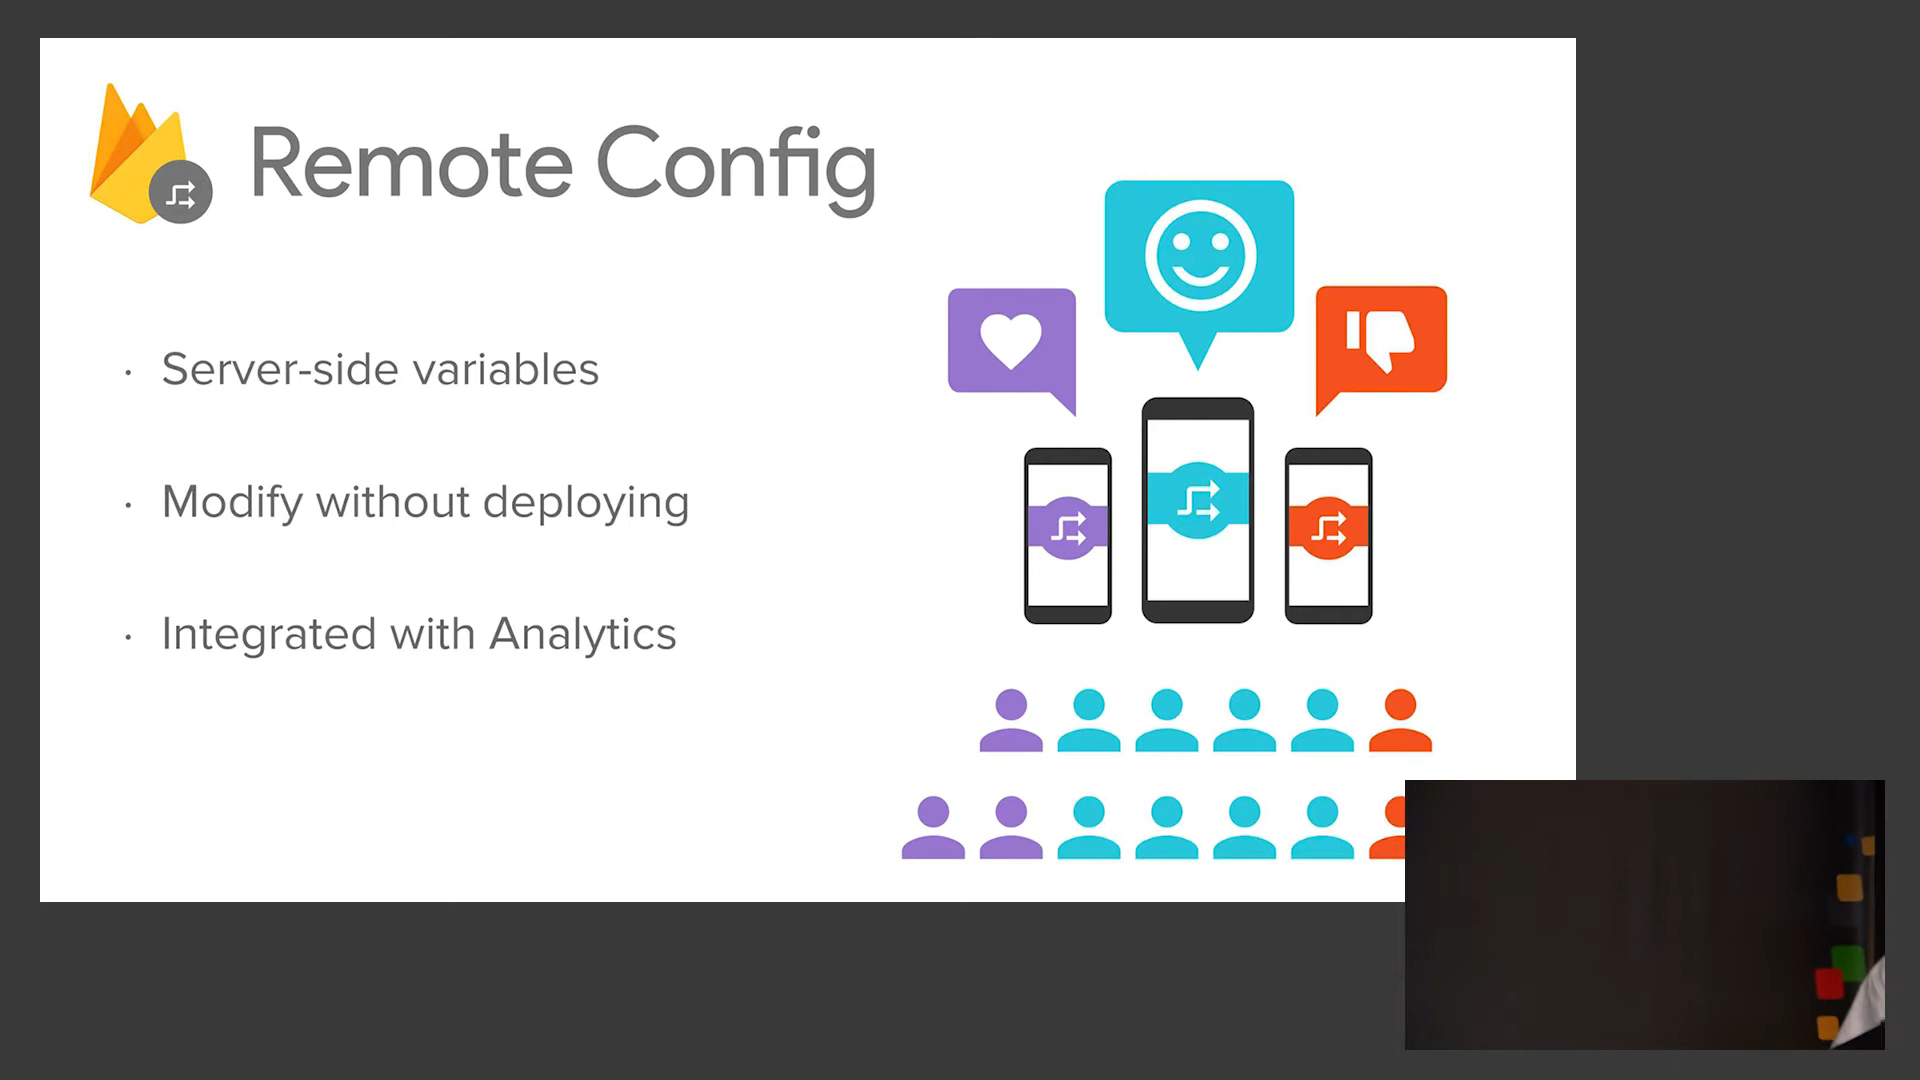 Remote Config
· Server-side variables
· Modify without deploying
· Integrated with Analytics